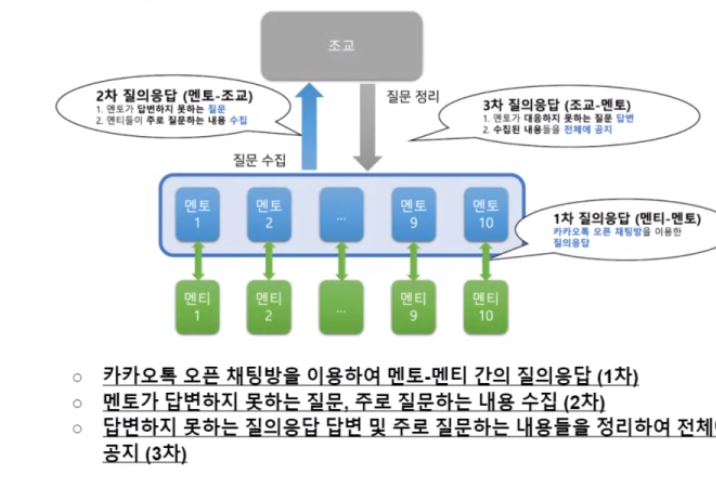 조교
2차 질의응답 (멘토-조교)
1. 멘토가 답변하지 못하는 질문
2. 멘티들이 주로 질문하는 내용 수집
질문 정리
3차 질의응답 (조교-멘토)
1. 멘토가 대응하지 못하는 질문 답변
2. 수집된 내용들을 전체에 공지
질문 수집
멘토
1
멘토
2
...
멘토
9
멘토
10
1차 질의응답 (멘티-멘토)
카카오톡 오픈 채팅방을 이용한
질의응답
멘티
1
멘티
2
...
멘티
9
멘티
10
○ 카카오톡 오픈 채팅방을 이용하여 멘토-멘티 간의 질의응답 (1차)
○ 멘토가 답변하지 못하는 질문, 주로 질문하는 내용 수집 (2차)
○ 답변하지 못하는 질의응답 답변 및 주로 질문하는 내용들을 정리하여 전체에
공지 (3차)